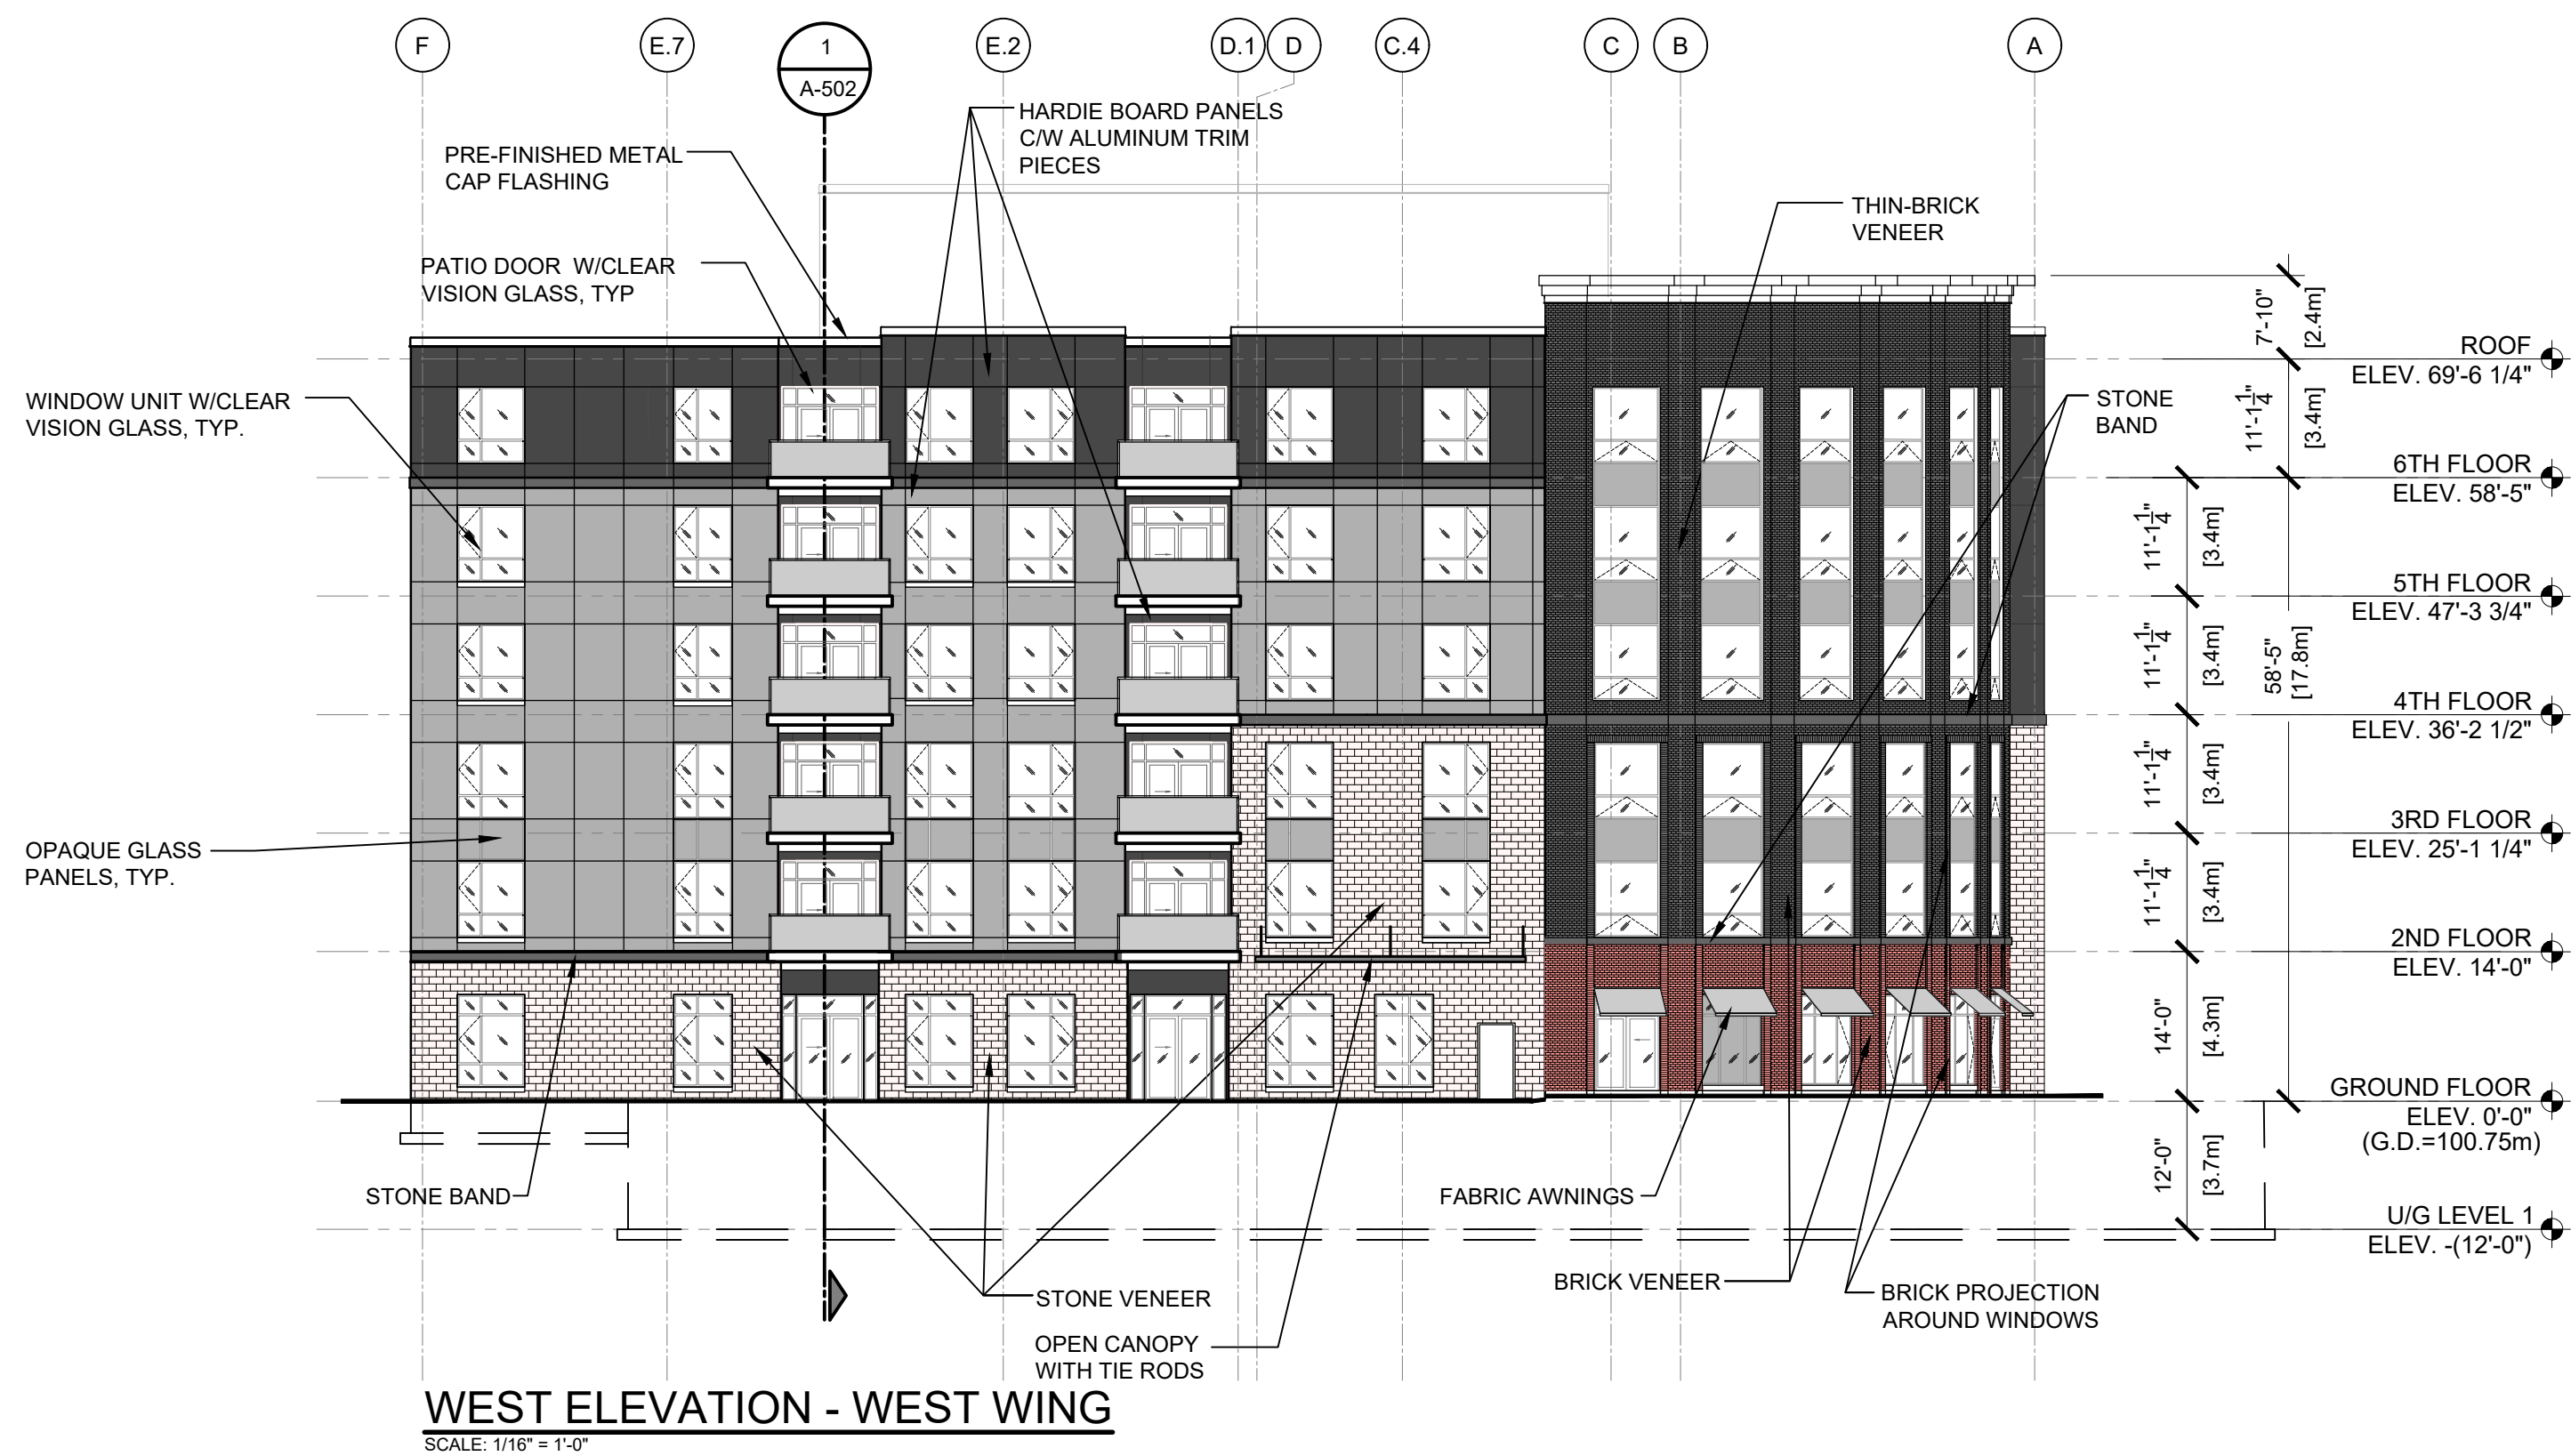 F
E.7
1
A-502
E.2
D.1
D
C.4
C
B
A
HARDIE BOARD PANELS
C/W ALUMINUM TRIM
PIECES
PRE-FINISHED METAL
CAP FLASHING
THIN-BRICK
VENEER
PATIO DOOR W/CLEAR
VISION GLASS, TYP
WINDOW UNIT W/CLEAR
VISION GLASS, TYP.
STONE
BAND
OPAQUE GLASS
PANELS, TYP.
7'-10"
[2.4m]
11'-1 1/4"
[3.4m]
11'-1 1/4"
[3.4m]
11'-1 1/4"
[3.4m]
58'-5"
[17.8m]
11'-1 1/4"
[3.4m]
11'-1 1/4"
[3.4m]
14'-0"
[4.3m]
12'-0"
[3.7m]
ROOF
ELEV. 69'-6 1/4"
6TH FLOOR
ELEV. 58'-5"
5TH FLOOR
ELEV. 47'-3 3/4"
4TH FLOOR
ELEV. 36'-2 1/2"
3RD FLOOR
ELEV. 25'-1 1/4"
2ND FLOOR
ELEV. 14'-0"
GROUND FLOOR
ELEV. 0'-0"
(G.D.=100.75m)
U/G LEVEL 1
ELEV. -(12'-0")
STONE BAND
FABRIC AWNINGS
STONE VENEER
BRICK VENEER
BRICK PROJECTION
AROUND WINDOWS
OPEN CANOPY
WITH TIE RODS
WEST ELEVATION - WEST WING
SCALE: 1/16" = 1'-0"